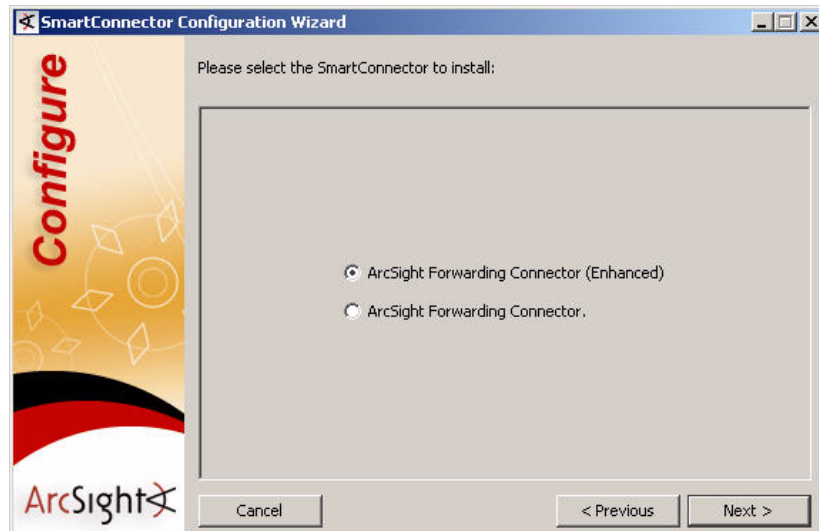 SmartConnector Configuration Wizard
Configure
Please select the SmartConnector to install:
ArcSight Forwarding Connector (Enhanced)
ArcSight Forwarding Connector.
ArcSight
Cancel
< Previous
Next >